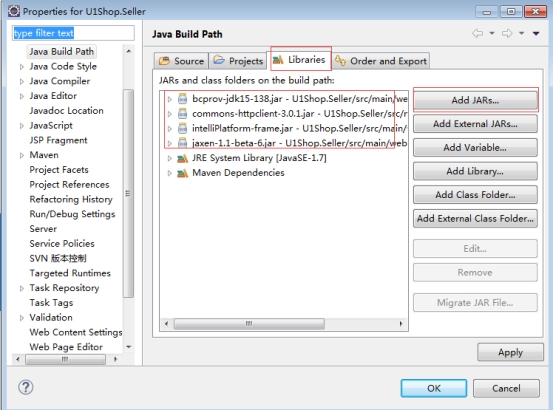 Properties for U1Shop.Seller
type filter text
Java Build Path
Java Code Style
Java Compiler
Java Editor
Javadoc Location
JavaScript
JSP Fragment
Maven
Project Facets
Project References
Refactoring History
Run/Debug Settings
Server
Service Policies
SVN 版本控制
Targeted Runtimes
Task Repository
Task Tags
Validation
Web Content Settings
Web Page Editor
Java Build Path
Source
Projects
Libraries
Order and Export
JARs and class folders on the build path:
bcprov-jdk15-138.jar - U1Shop.Seller/src/main/we
commons-httpclient-3.0.1.jar - U1Shop.Seller/src/
intelliPlatform-frame.jar - U1Shop.Seller/src/main
jaxen-1.1-beta-6.jar - U1Shop.Seller/src/main/web
JRE System Library [JavaSE-1.7]
Maven Dependencies
Add JARs...
Add External JARs...
Add Variable...
Add Library...
Add Class Folder...
Add External Class Folder...
Edit...
Remove
Migrate JAR File...
Apply
OK
Cancel